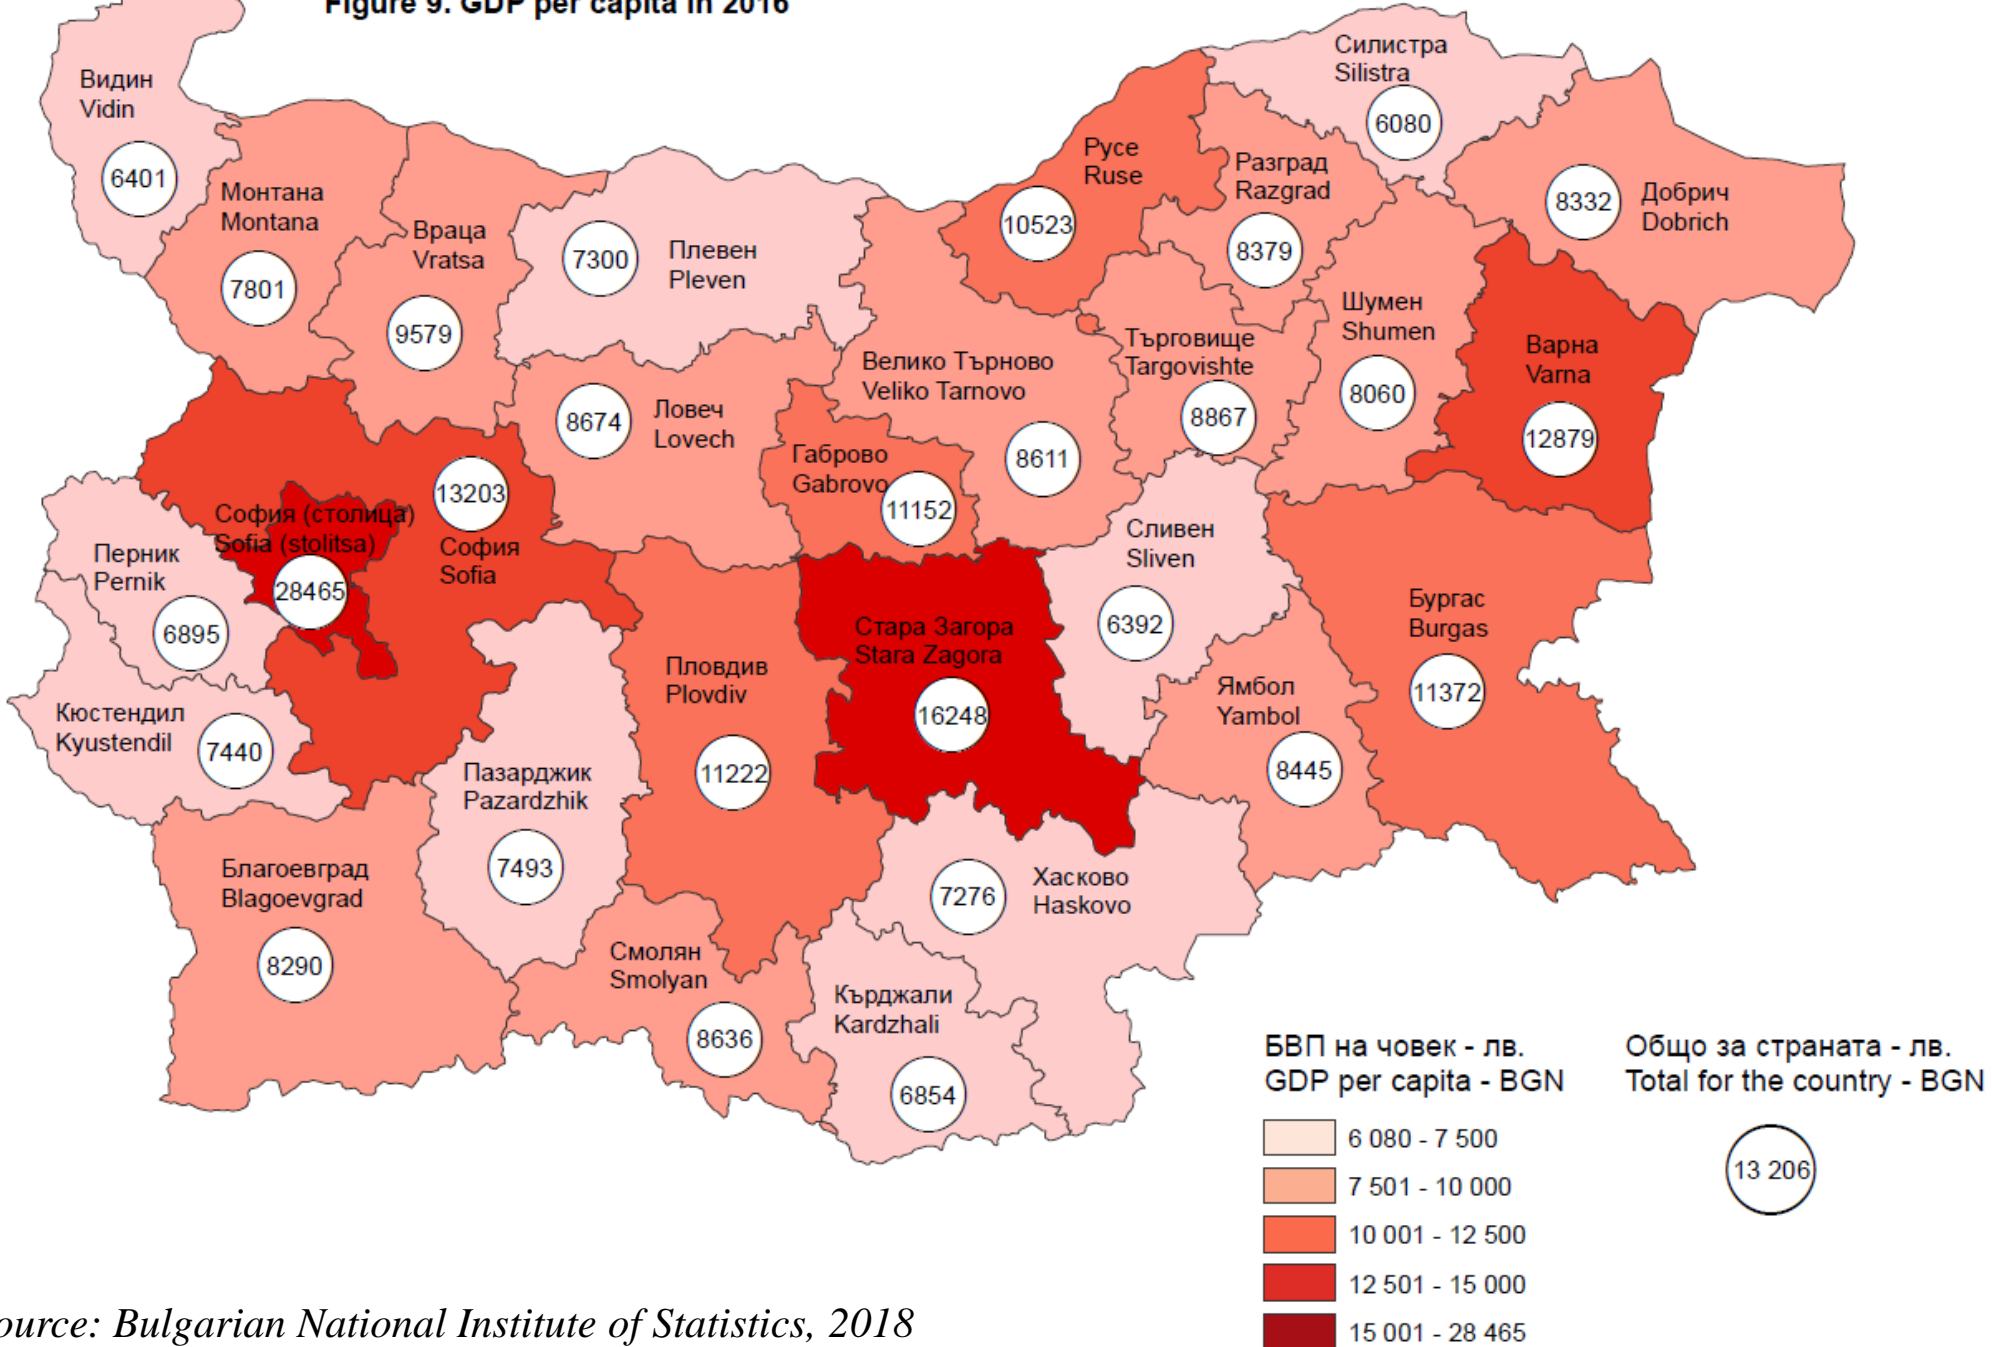 Figure 9. GDP per capita in 2016
Видин
Vidin
6401
Монтана
Montana
7801
Враца
Vratsa
9579
Плевен
Pleven
7300
Русе
Ruse
10523
Силистра
Silistra
6080
Разград
Razgrad
8379
Добрич
Dobrich
8332
Шумен
Shumen
8060
Варна
Varna
12879
Търговище
Targovishte
8867
Велико Търново
Veliko Tarnovo
8611
Ловеч
Lovech
8674
Габрово
Gabrovo
11152
София (столица)
Sofia (stolitsa)
28465
13203
София
Sofia
Перник
Pernik
6895
Кюстендил
Kyustendil
7440
Пазарджик
Pazardzhik
7493
Пловдив
Plovdiv
11222
Стара Загора
Stara Zagora
16248
Сливен
Sliven
6392
Ямбол
Yambol
8445
Бургас
Burgas
11372
Благоевград
Blagoevgrad
8290
Смолян
Smolyan
8636
Хасково
Haskovo
7276
Кърджали
Kardzhali
6854
БВП на човек - лв.
GDP per capita - BGN
6 080 - 7 500
7 501 - 10 000
10 001 - 12 500
12 501 - 15 000
15 001 - 28 465
Общо за страната - лв.
Total for the country - BGN
13 206
ource: Bulgarian National Institute of Statistics, 2018